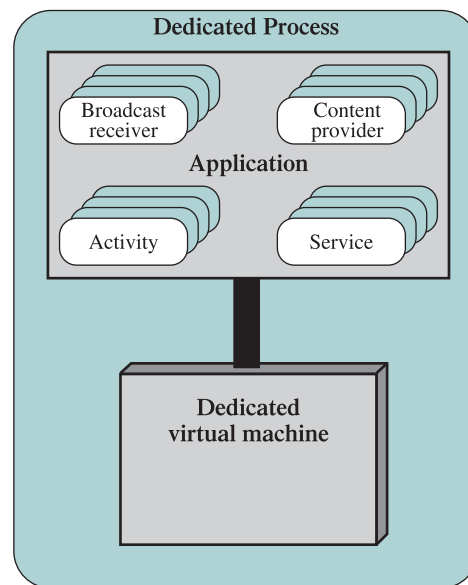 Dedicated Process
Broadcast
receiver
Content
provider
Application
Activity
Service
Dedicated
virtual machine